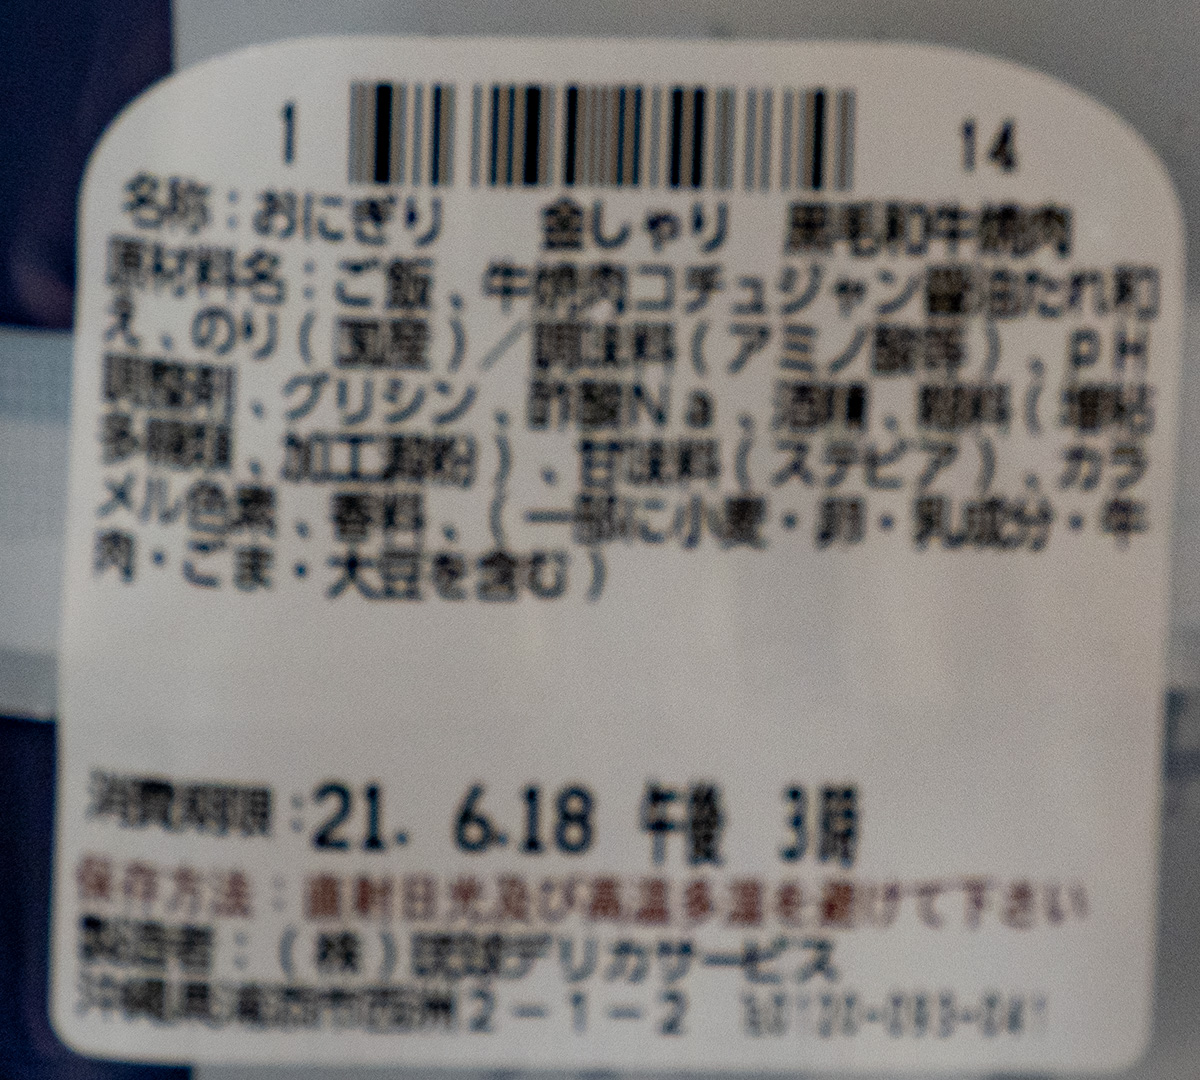 1 14
名称:おにぎり 金しゃり 黒毛和牛焼肉
原材料名:ご飯、牛焼肉コチュジャン醤油たれ和
え、のり(国産)/調味料(アミノ酸等)、pH
調整剤、グリシン、酢酸Na、酒精、糊料(増粘
多糖類、加工澱粉)、甘味料(ステビア)、カラ
メル色素、香料、(一部に小麦・卵・乳成分・牛
肉・ごま・大豆を含む)
消費期限:21. 6.18 午後 3時
保存方法:直射日光及び高温多湿を避けて下さい
製造者:(株)琉球デリカサービス
沖縄県浦添市西洲2-1-2 0120-093-041